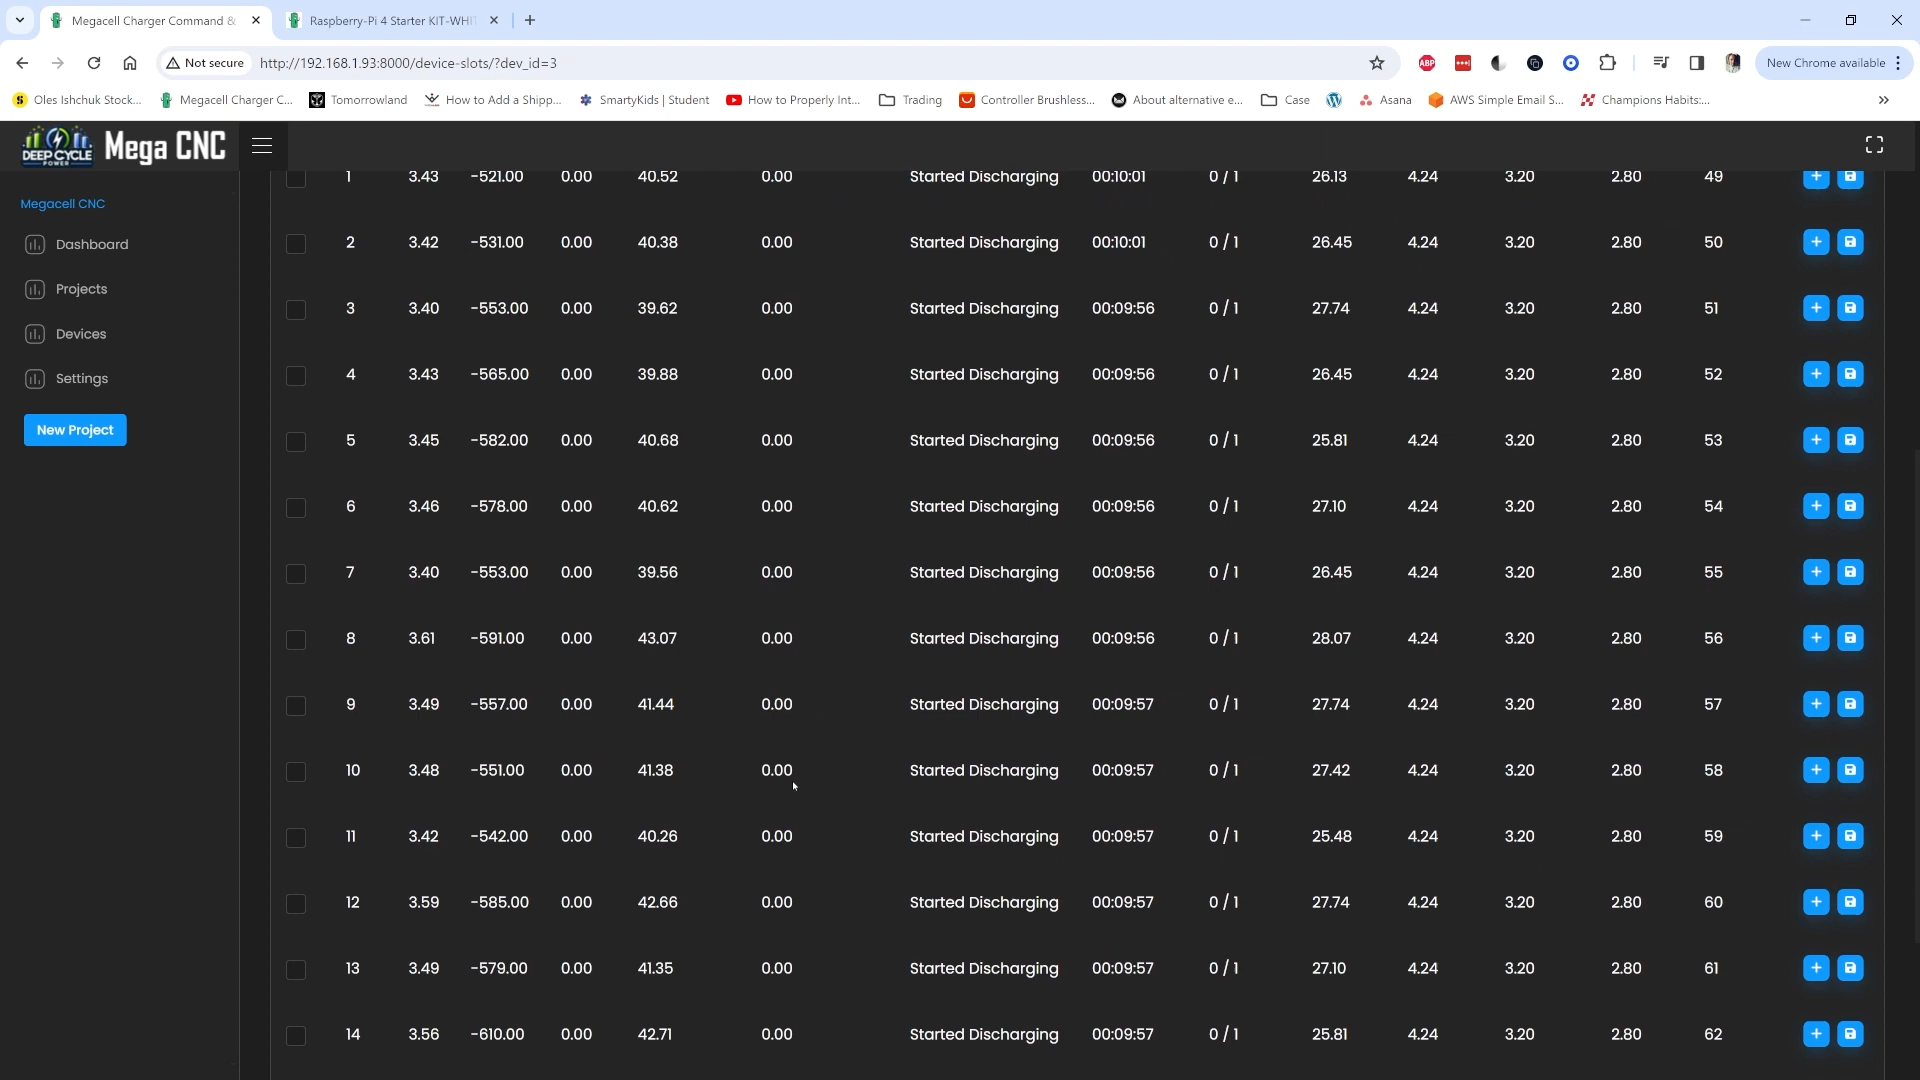 Megacell Charger Command &
Raspberry-Pi 4 Starter KIT-WHI
Not secure
http://192.168.1.93:8000/device-slots/?dev_id=3
ABP
New Chrome available
Oles Ishchuk Stock...
Megacell Charger C...
Tomorrowland
How to Add a Shipp...
SmartyKids | Student
How to Properly Int...
Trading
Controller Brushless...
About alternative e...
Case
Asana
AWS Simple Email S...
Champions Habits:...
DEEP CYCLE POWER
Mega CNC
Megacell CNC
Dashboard
Projects
Devices
Settings
New Project
1 3.43 -521.00 0.00 40.52 0.00 Started Discharging 00:10:01 0 / 1 26.13 4.24 3.20 2.80 49
2 3.42 -531.00 0.00 40.38 0.00 Started Discharging 00:10:01 0 / 1 26.45 4.24 3.20 2.80 50
3 3.40 -553.00 0.00 39.62 0.00 Started Discharging 00:09:56 0 / 1 27.74 4.24 3.20 2.80 51
4 3.43 -565.00 0.00 39.88 0.00 Started Discharging 00:09:56 0 / 1 26.45 4.24 3.20 2.80 52
5 3.45 -582.00 0.00 40.68 0.00 Started Discharging 00:09:56 0 / 1 25.81 4.24 3.20 2.80 53
6 3.46 -578.00 0.00 40.62 0.00 Started Discharging 00:09:56 0 / 1 27.10 4.24 3.20 2.80 54
7 3.40 -553.00 0.00 39.56 0.00 Started Discharging 00:09:56 0 / 1 26.45 4.24 3.20 2.80 55
8 3.61 -591.00 0.00 43.07 0.00 Started Discharging 00:09:56 0 / 1 28.07 4.24 3.20 2.80 56
9 3.49 -557.00 0.00 41.44 0.00 Started Discharging 00:09:57 0 / 1 27.74 4.24 3.20 2.80 57
10 3.48 -551.00 0.00 41.38 0.00 Started Discharging 00:09:57 0 / 1 27.42 4.24 3.20 2.80 58
11 3.42 -542.00 0.00 40.26 0.00 Started Discharging 00:09:57 0 / 1 25.48 4.24 3.20 2.80 59
12 3.59 -585.00 0.00 42.66 0.00 Started Discharging 00:09:57 0 / 1 27.74 4.24 3.20 2.80 60
13 3.49 -579.00 0.00 41.35 0.00 Started Discharging 00:09:57 0 / 1 27.10 4.24 3.20 2.80 61
14 3.56 -610.00 0.00 42.71 0.00 Started Discharging 00:09:57 0 / 1 25.81 4.24 3.20 2.80 62